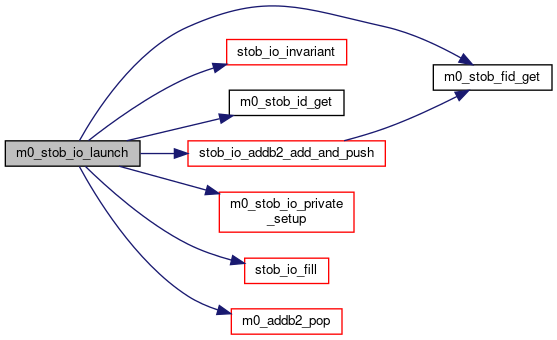 stob_io_invariant
m0_stob_fid_get
m0_stob_id_get
m0_stob_io_launch
stob_io_addb2_add_and_push
m0_stob_io_private
_setup
stob_io_fill
m0_addb2_pop